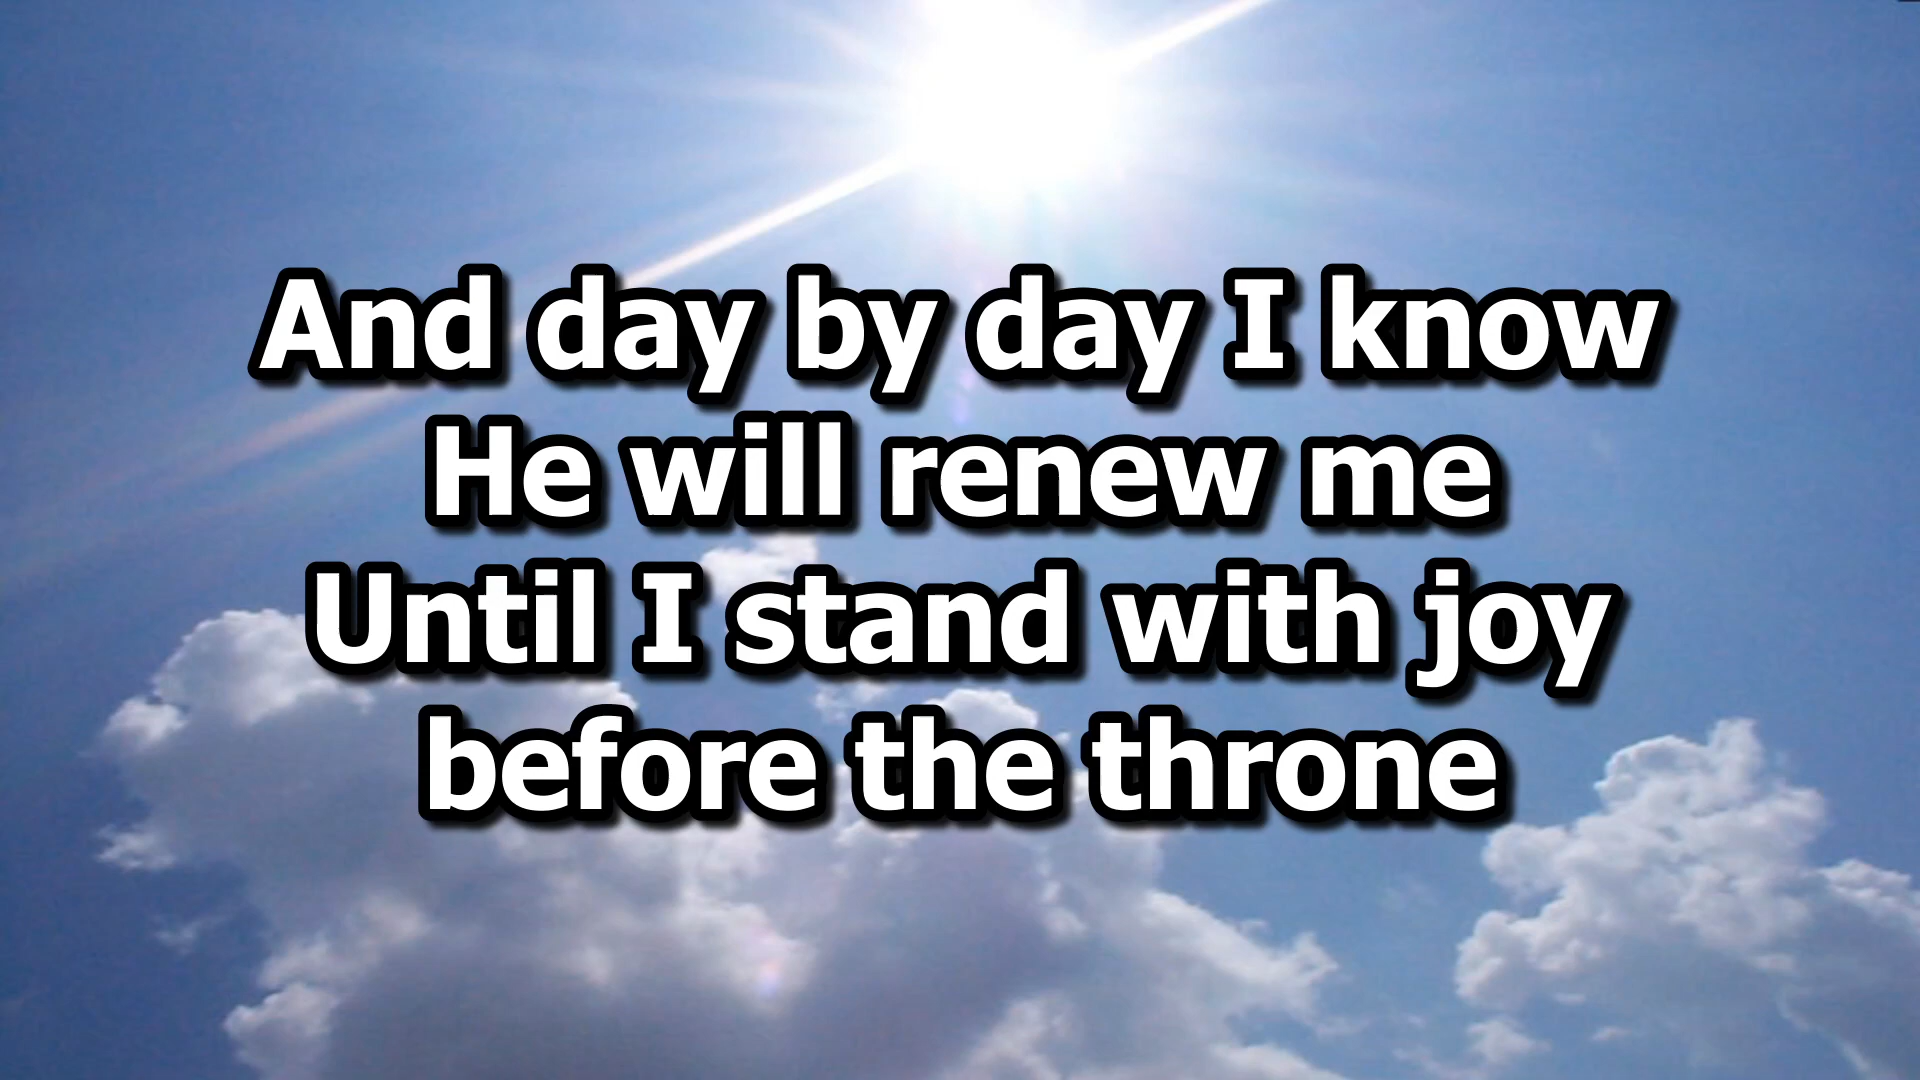 And day by day I know
He will renew me
Until I stand with joy
before the throne